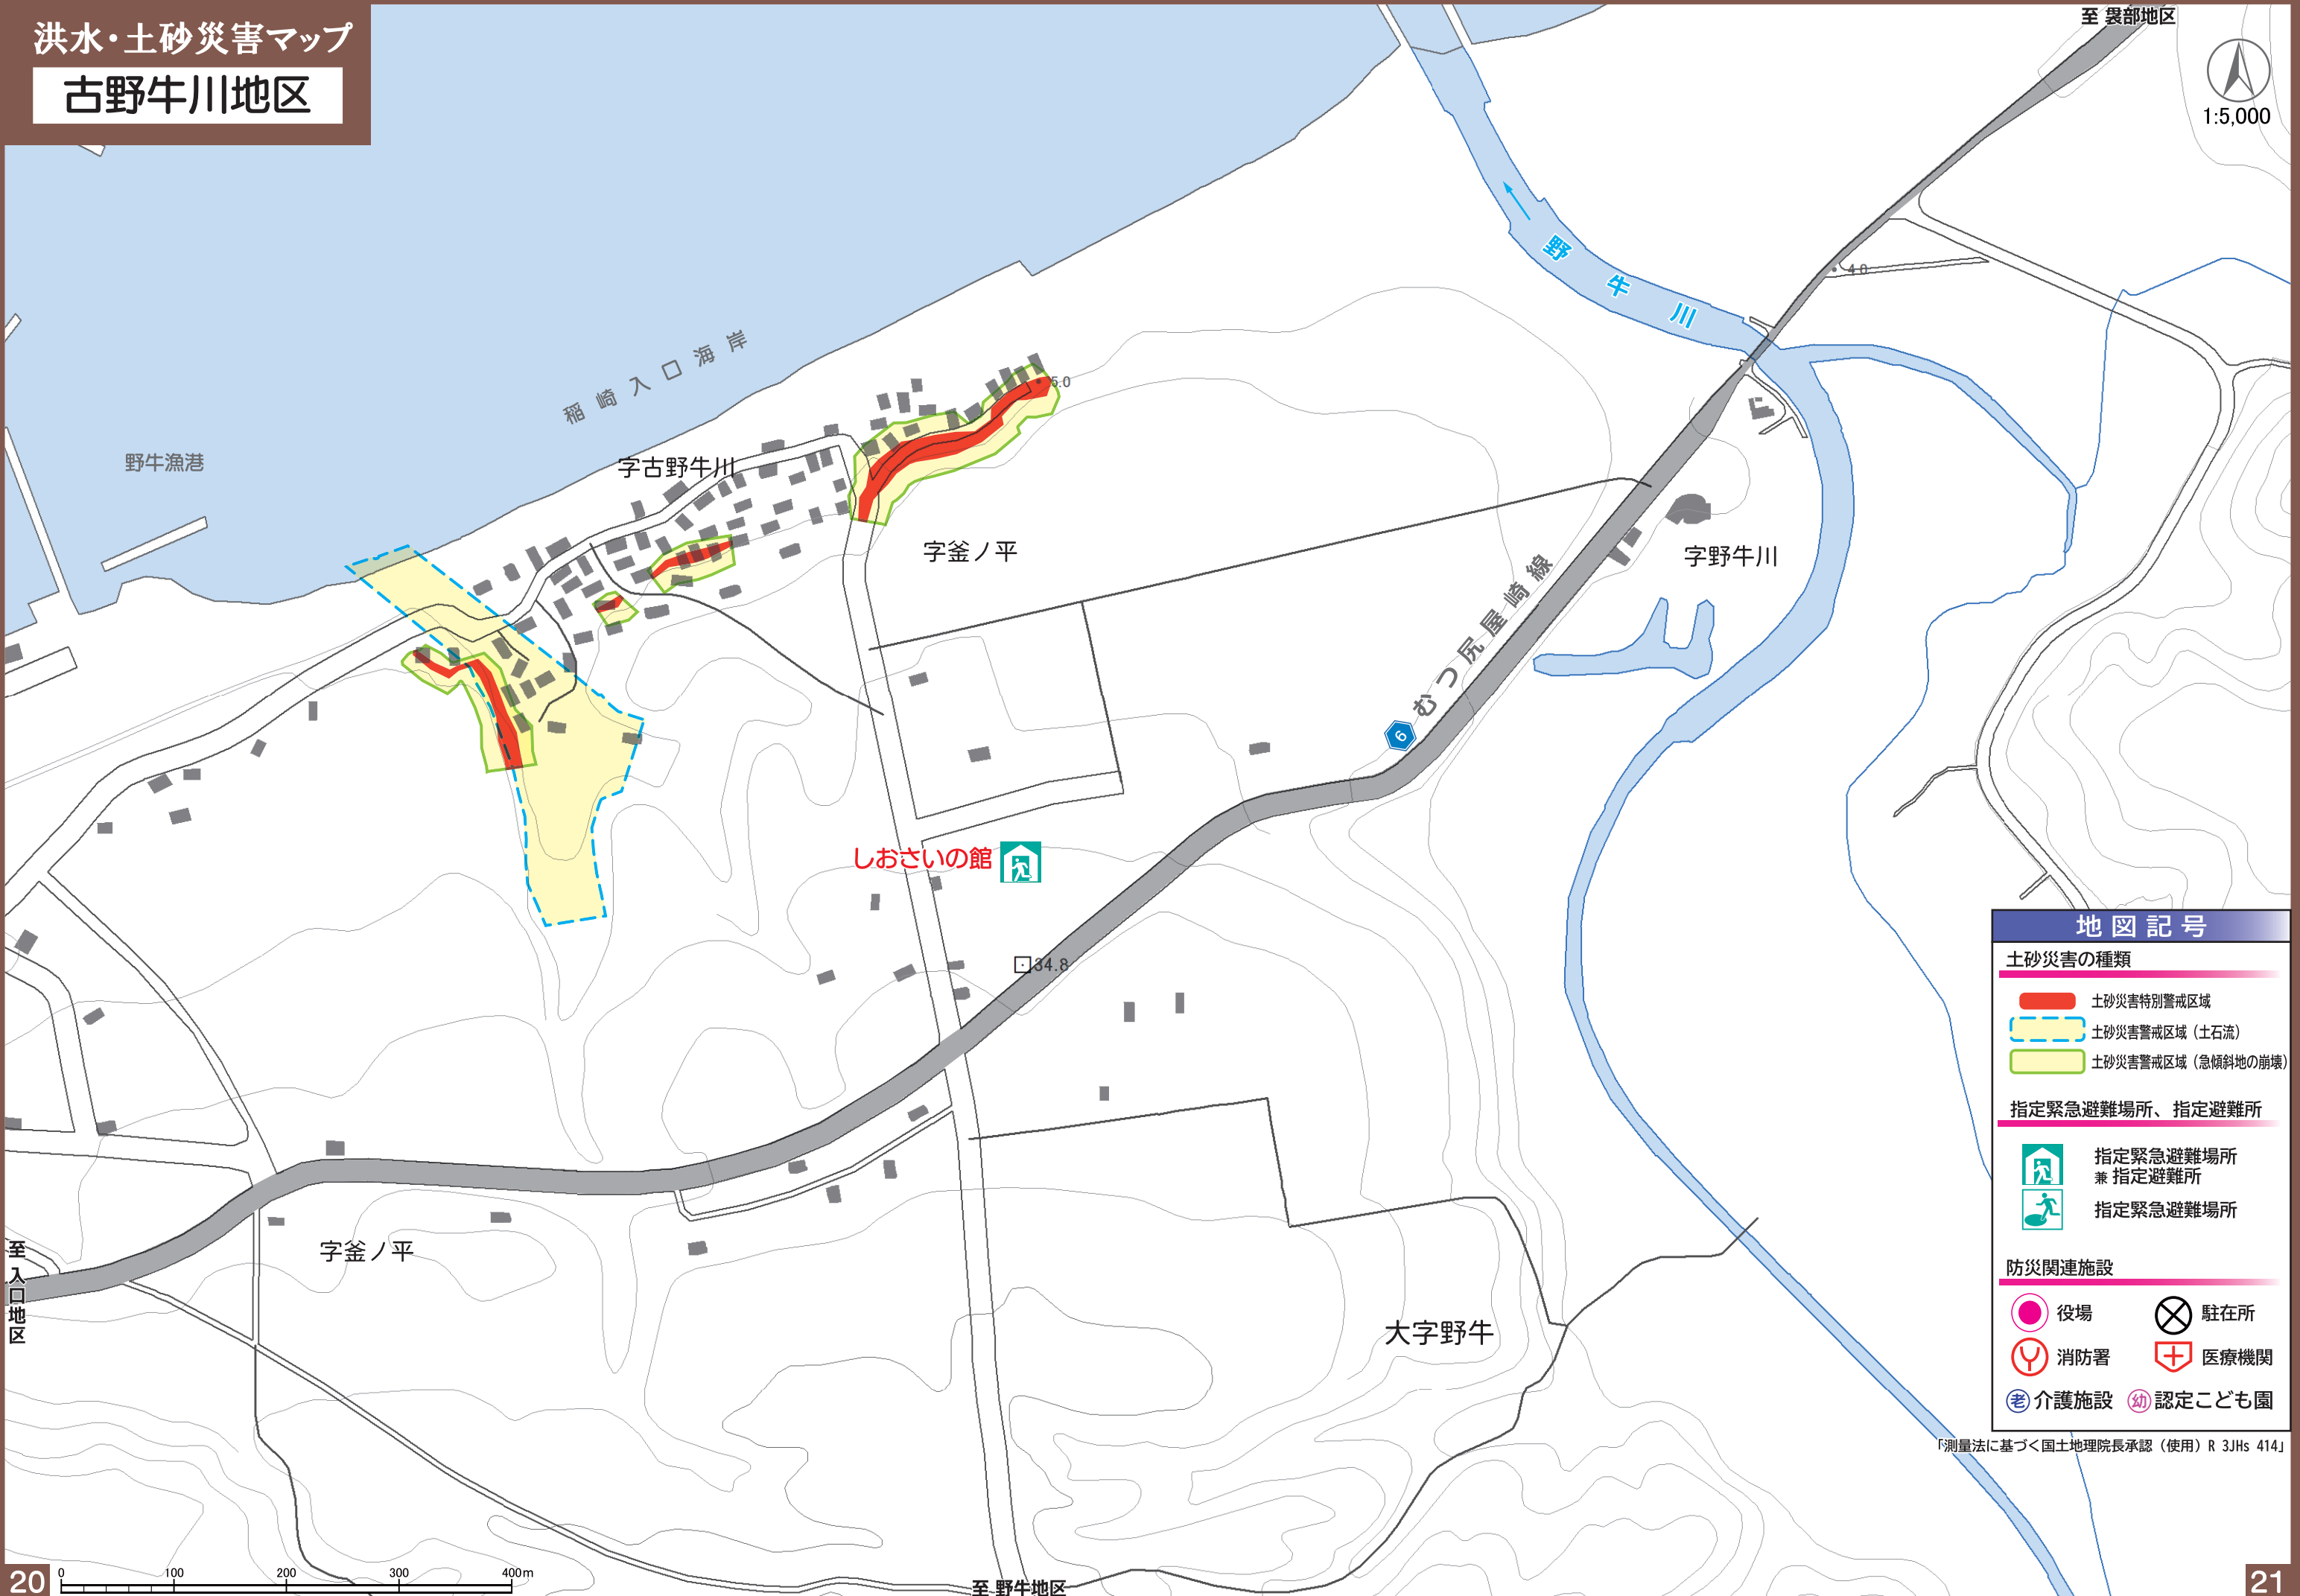 洪水・土砂災害マップ
古野牛川地区
至 袰部地区
1:5,000
野牛川
4.0
稲崎入口海岸
5.0
野牛漁港
字古野牛川
字釜ノ平
字野牛川
むつ尻屋崎線
6
しおさいの館
34.8
字釜ノ平
至 入口地区
大字野牛
至 野牛地区
地図記号
土砂災害の種類
土砂災害特別警戒区域
土砂災害警戒区域（土石流）
土砂災害警戒区域（急傾斜地の崩壊）
指定緊急避難場所、指定避難所
指定緊急避難場所
兼 指定避難所
指定緊急避難場所
防災関連施設
役場
駐在所
消防署
医療機関
老 介護施設
幼 認定こども園
「測量法に基づく国土地理院長承認（使用）R 3JHs 414」
0 100 200 300 400m
20
21